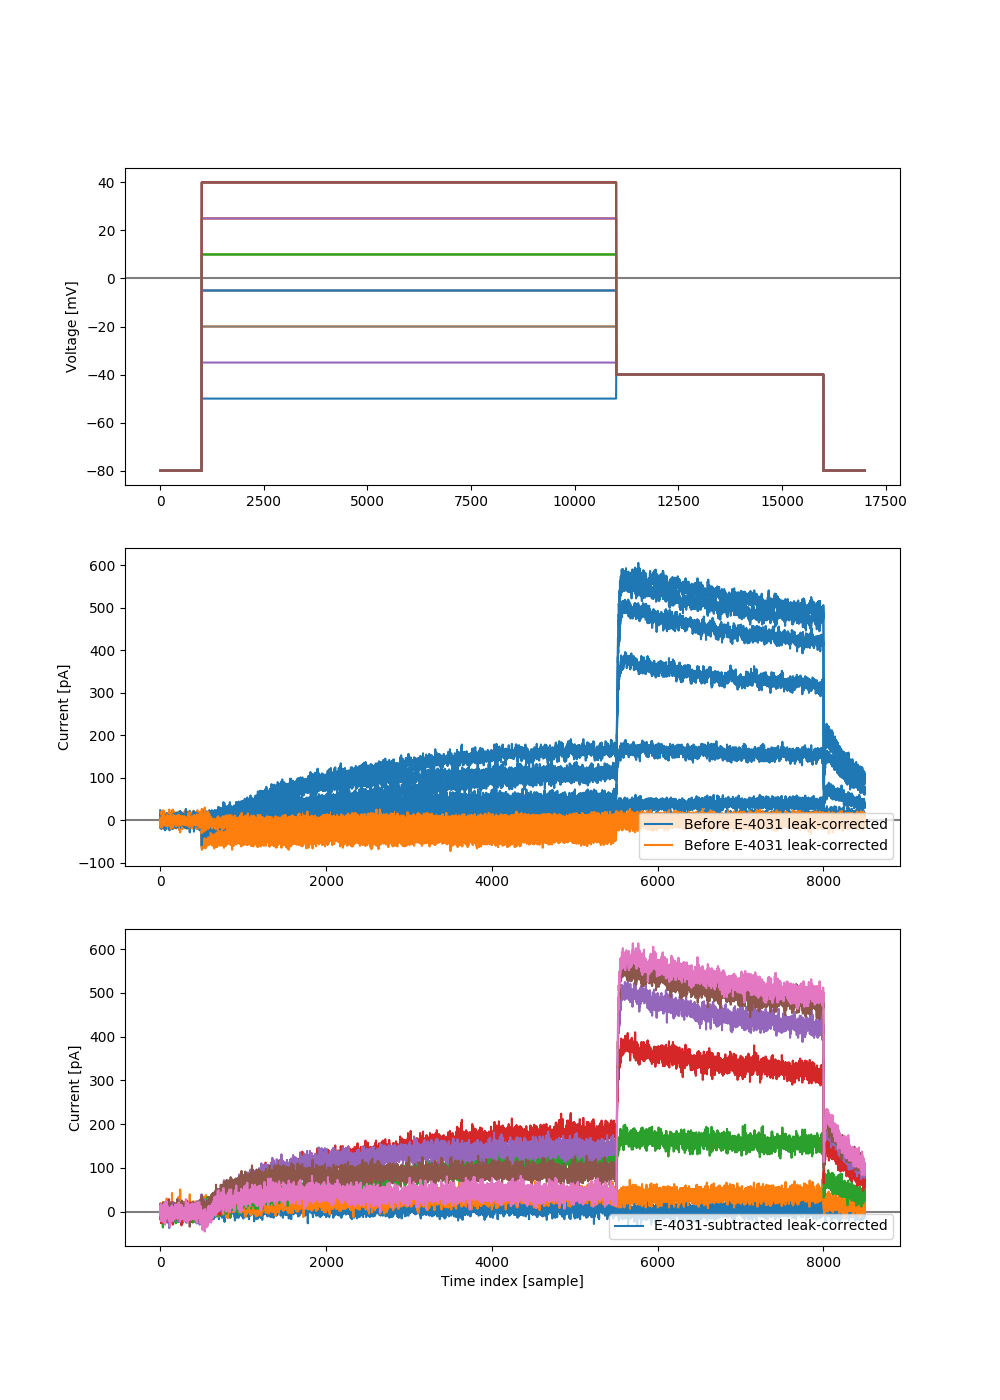 40
20
0
−20
−40
−60
−80
Voltage [mV]
0 2500 5000 7500 10000 12500 15000 17500
600
500
400
300
200
100
0
−100
Current [pA]
Before E-4031 leak-corrected
Before E-4031 leak-corrected
0 2000 4000 6000 8000
600
500
400
300
200
100
0
Current [pA]
E-4031-subtracted leak-corrected
0 2000 4000 6000 8000
Time index [sample]